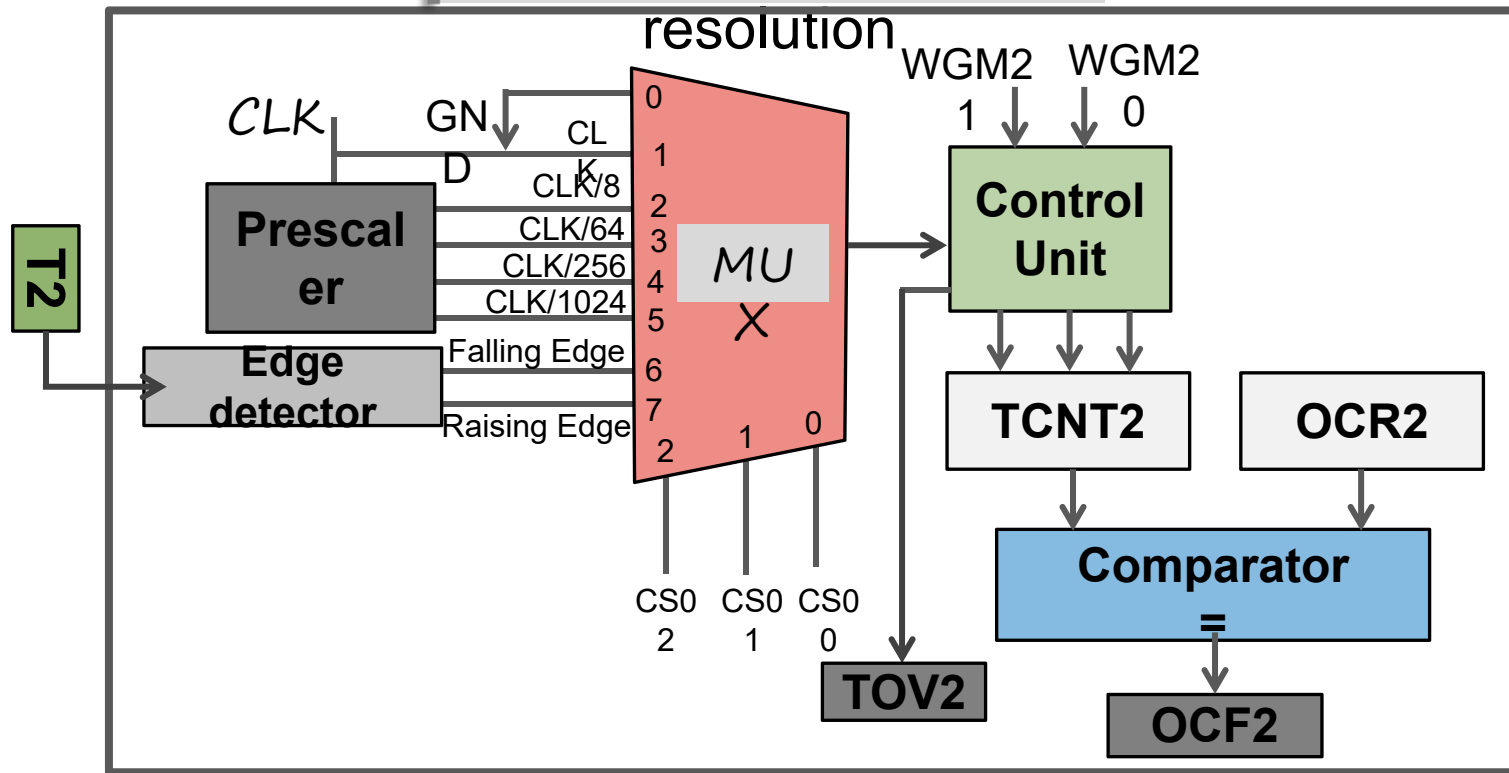 resolution
WGM2
1
WGM2
0
CLK
GN
D
CL
K
CLK/8
CLK/64
CLK/256
CLK/1024
Falling Edge
Raising Edge
0
1
2
3
4
5
6
7
2
1
0
MU
X
Prescal
er
T2
Edge
detector
Control
Unit
TCNT2
OCR2
Comparator
=
CS0
2
CS0
1
CS0
0
TOV2
OCF2